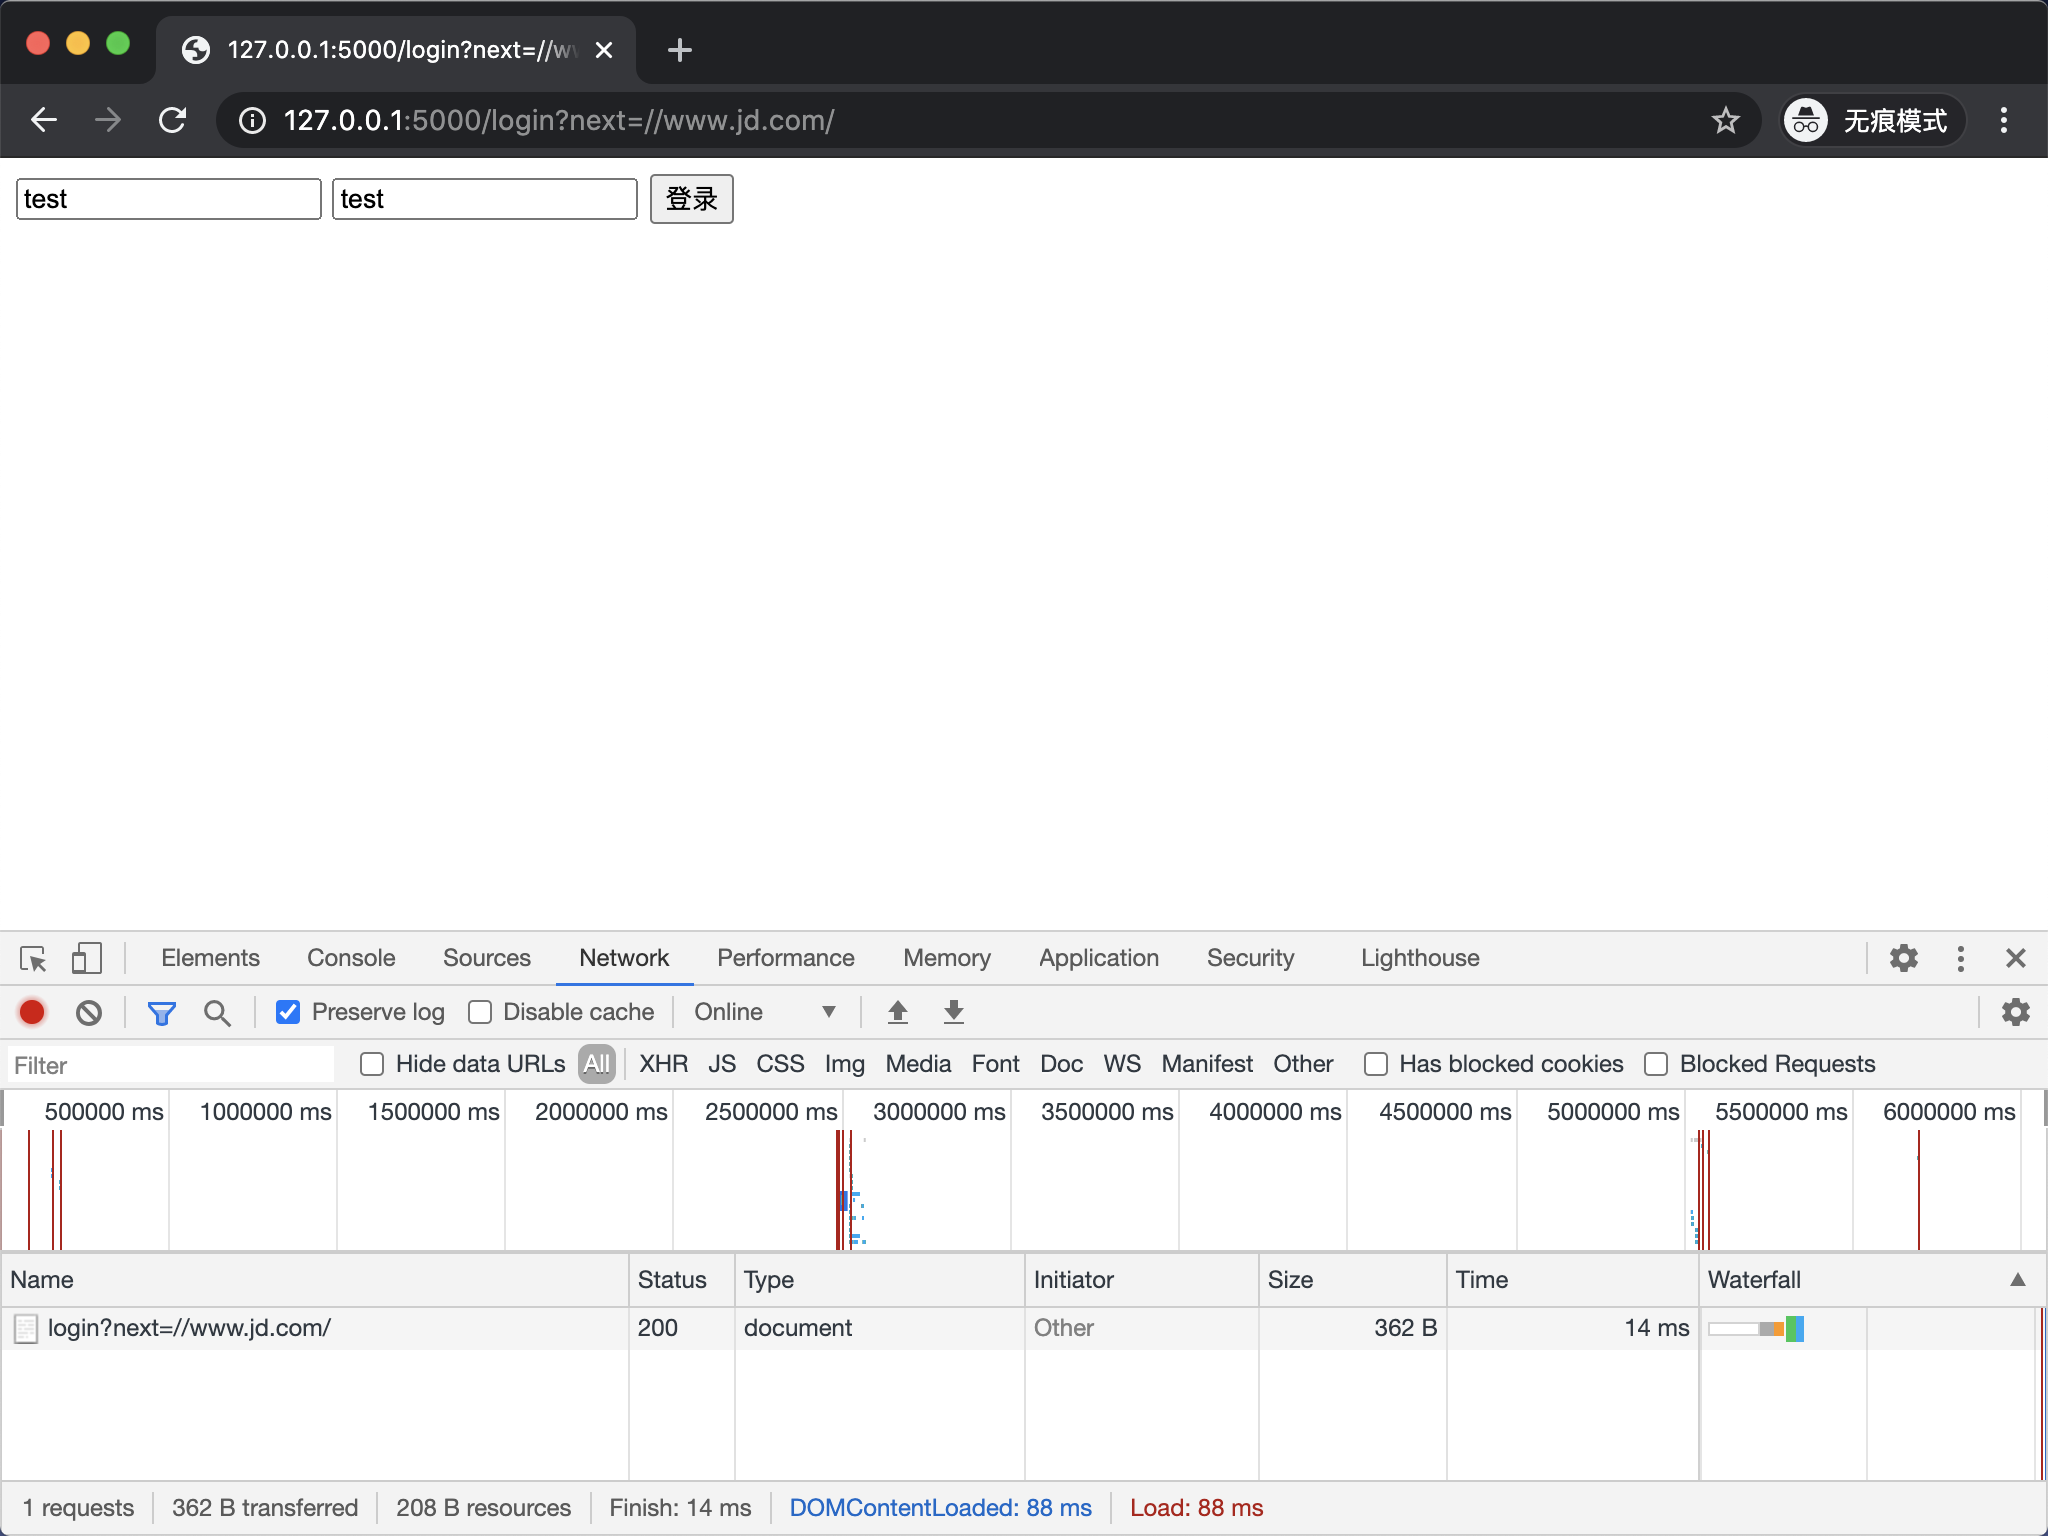 127.0.0.1:5000/login?next=//w
127.0.0.1:5000/login?next=//www.jd.com/
无痕模式
test test 登录
Elements Console Sources Network Performance Memory Application Security Lighthouse
Preserve log Disable cache Online
Filter Hide data URLs All XHR JS CSS Img Media Font Doc WS Manifest Other Has blocked cookies Blocked Requests
500000 ms 1000000 ms 1500000 ms 2000000 ms 2500000 ms 3000000 ms 3500000 ms 4000000 ms 4500000 ms 5000000 ms 5500000 ms 6000000 ms
Name Status Type Initiator Size Time Waterfall
login?next=//www.jd.com/ 200 document Other 362 B 14 ms
1 requests 362 B transferred 208 B resources Finish: 14 ms DOMContentLoaded: 88 ms Load: 88 ms